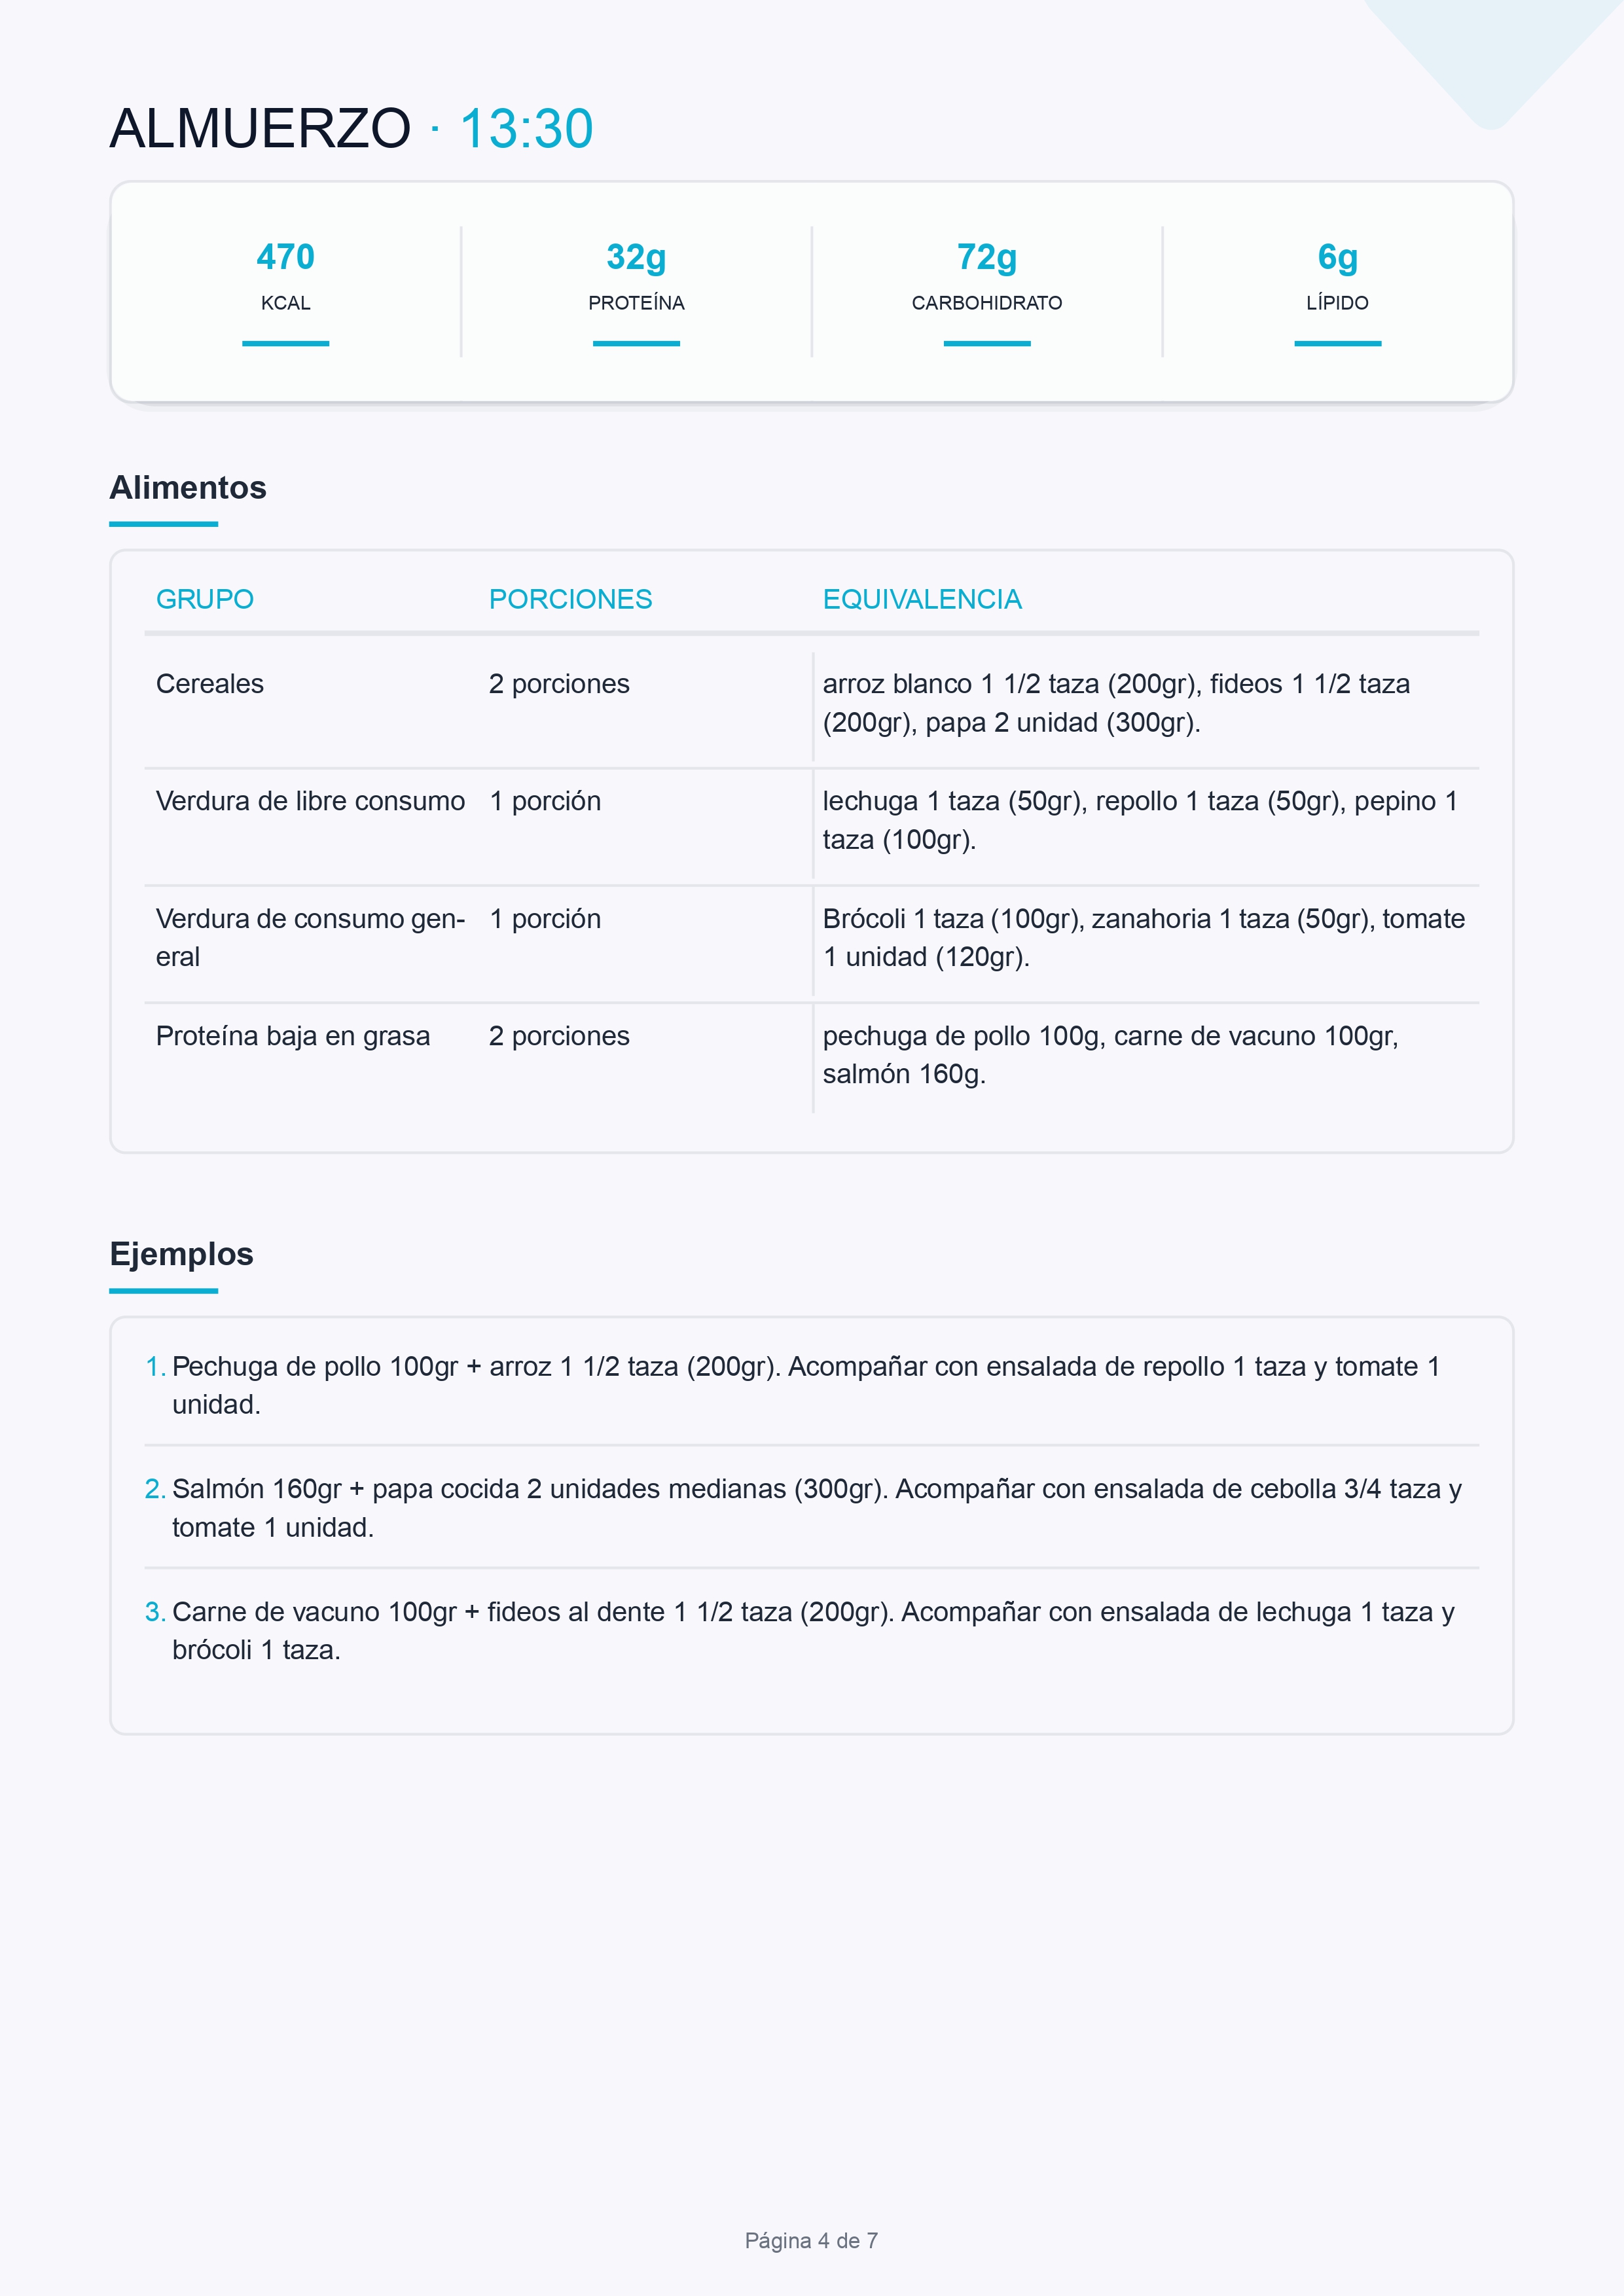 ALMUERZO · 13:30
470
KCAL
32g
PROTEÍNA
72g
CARBOHIDRATO
6g
LÍPIDO
Alimentos
GRUPO PORCIONES EQUIVALENCIA
Cereales 2 porciones arroz blanco 1 1/2 taza (200gr), fideos 1 1/2 taza
(200gr), papa 2 unidad (300gr).
Verdura de libre consumo 1 porción lechuga 1 taza (50gr), repollo 1 taza (50gr), pepino 1
taza (100gr).
Verdura de consumo gen- 1 porción Brócoli 1 taza (100gr), zanahoria 1 taza (50gr), tomate
eral 1 unidad (120gr).
Proteína baja en grasa 2 porciones pechuga de pollo 100g, carne de vacuno 100gr,
salmón 160g.
Ejemplos
1. Pechuga de pollo 100gr + arroz 1 1/2 taza (200gr). Acompañar con ensalada de repollo 1 taza y tomate 1
unidad.
2. Salmón 160gr + papa cocida 2 unidades medianas (300gr). Acompañar con ensalada de cebolla 3/4 taza y
tomate 1 unidad.
3. Carne de vacuno 100gr + fideos al dente 1 1/2 taza (200gr). Acompañar con ensalada de lechuga 1 taza y
brócoli 1 taza.
Página 4 de 7